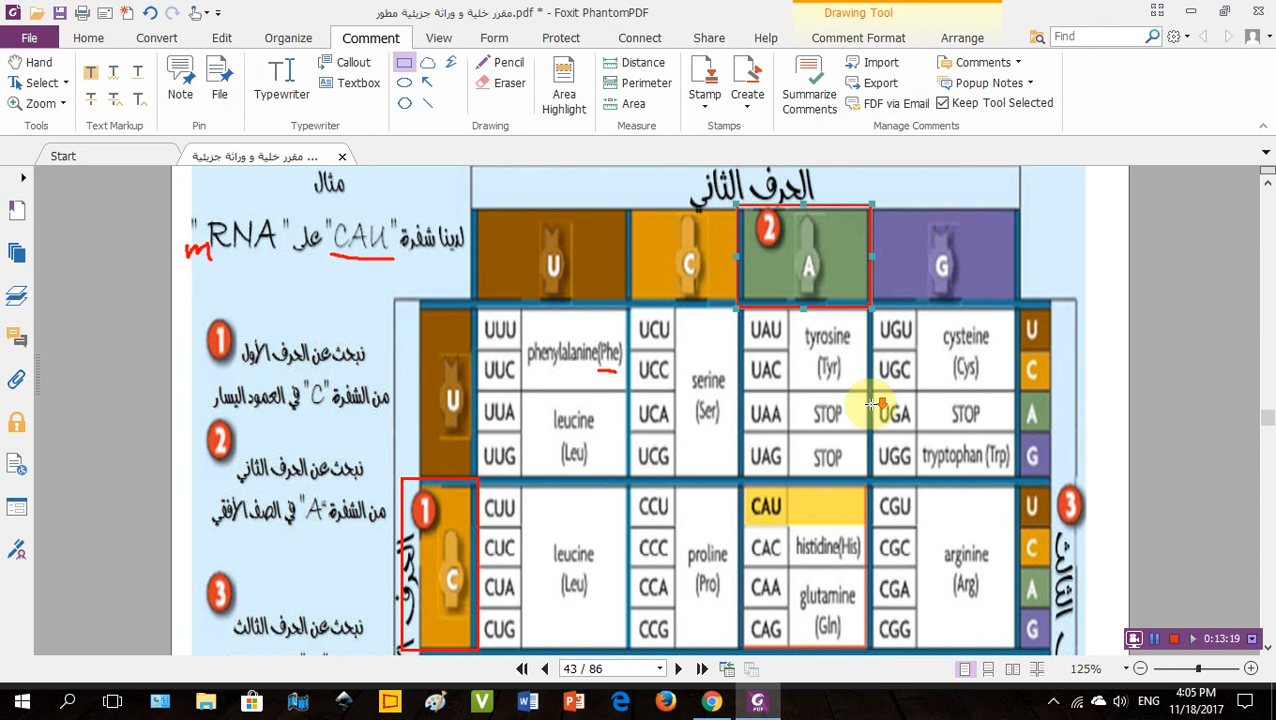 مقرر خلية و وراثة جزيئية مطور.pdf * - Foxit PhantomPDF
Drawing Tool
File
Home
Convert
Edit
Organize
Comment
View
Form
Protect
Connect
Share
Help
Comment Format
Arrange
Find
Hand
Select
Zoom
Tools
Text Markup
Note
File
Pin
Typewriter
Callout
Textbox
Typewriter
Pencil
Eraser
Drawing
Area Highlight
Distance
Perimeter
Area
Measure
Stamp
Create
Stamps
Summarize Comments
Import
Export
FDF via Email
Comments
Popup Notes
Keep Tool Selected
Manage Comments
Start
مقرر خلية و وراثة جزيئية ...
مثال
لدينا شفرة "CAU" على "mRNA"
1
نبحث عن الحرف الأول
من الشفرة "C" في العمود اليسار
2
نبحث عن الحرف الثاني
من الشفرة "A" في الصف الأفقي
3
نبحث عن الحرف الثالث
الحرف الثاني
U
C
2
A
G
U
UUU
UUC
phenylalanine(Phe)
UUA
UUG
leucine
(Leu)
UCU
UCC
UCA
UCG
serine
(Ser)
UAU
UAC
tyrosine
(Tyr)
UAA
STOP
UAG
STOP
UGU
UGC
cysteine
(Cys)
UGA
STOP
UGG
tryptophan (Trp)
U
C
A
G
1
C
CUU
CUC
CUA
CUG
leucine
(Leu)
CCU
CCC
CCA
CCG
proline
(Pro)
CAU
CAC
histidine(His)
CAA
CAG
glutamine
(Gln)
CGU
CGC
CGA
CGG
arginine
(Arg)
U
C
A
G
3
الثالث
0:13:19
43 / 86
125%
ENG
4:05 PM
11/18/2017